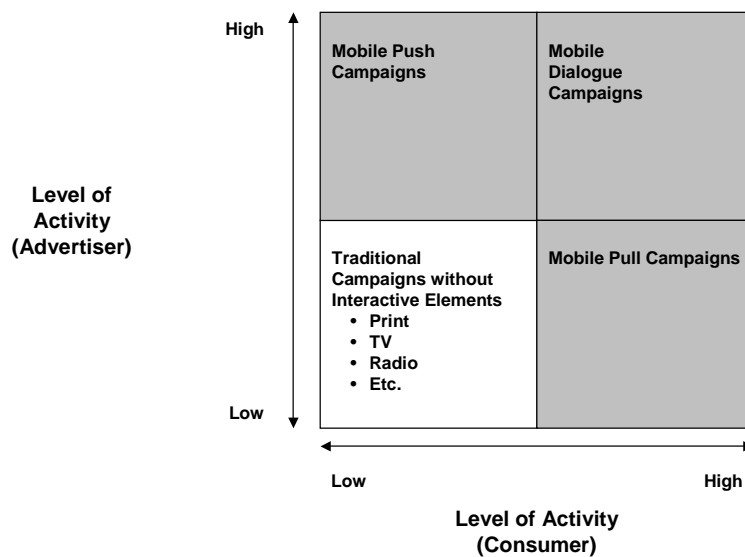 High
Mobile Push
Campaigns
Mobile
Dialogue
Campaigns
Level of
Activity
(Advertiser)
Traditional
Campaigns without
Interactive Elements
• Print
• TV
• Radio
• Etc.
Mobile Pull Campaigns
Low
Low
High
Level of Activity
(Consumer)